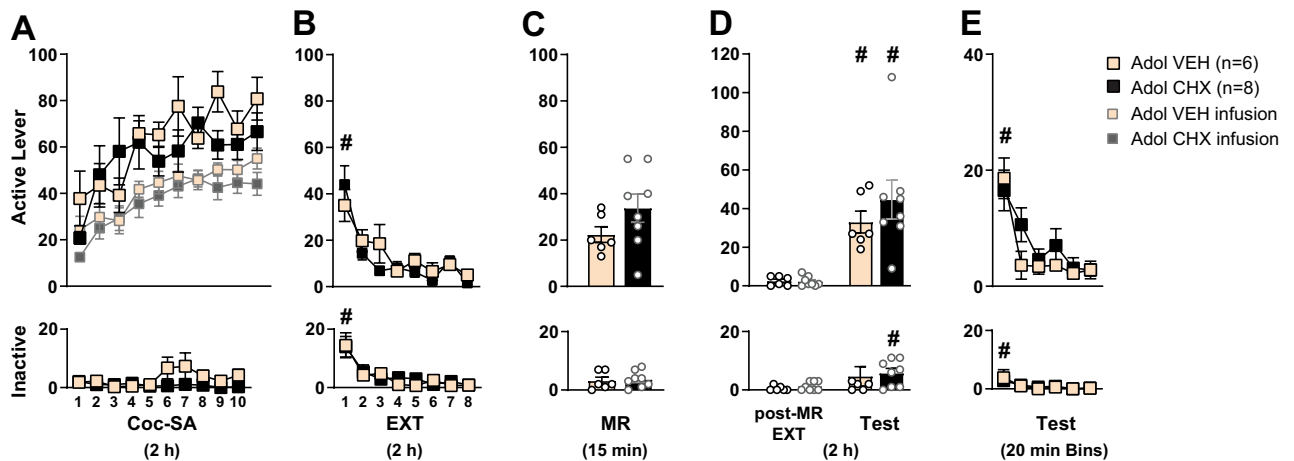 A
B
C
D
E
Active Lever
100
80
60
40
20
0
#
100
80
60
40
20
0
100
80
60
40
20
0
# #
120
100
80
60
40
20
0
#
40
20
0
Adol VEH (n=6)
Adol CHX (n=8)
Adol VEH infusion
Adol CHX infusion
Inactive
20
0
1 2 3 4 5 6 7 8 9 10
Coc-SA
(2 h)
#
20
0
1 2 3 4 5 6 7 8
EXT
(2 h)
20
0
MR
(15 min)
#
20
0
post-MR
EXT
Test
(2 h)
#
20
0
Test
(20 min Bins)